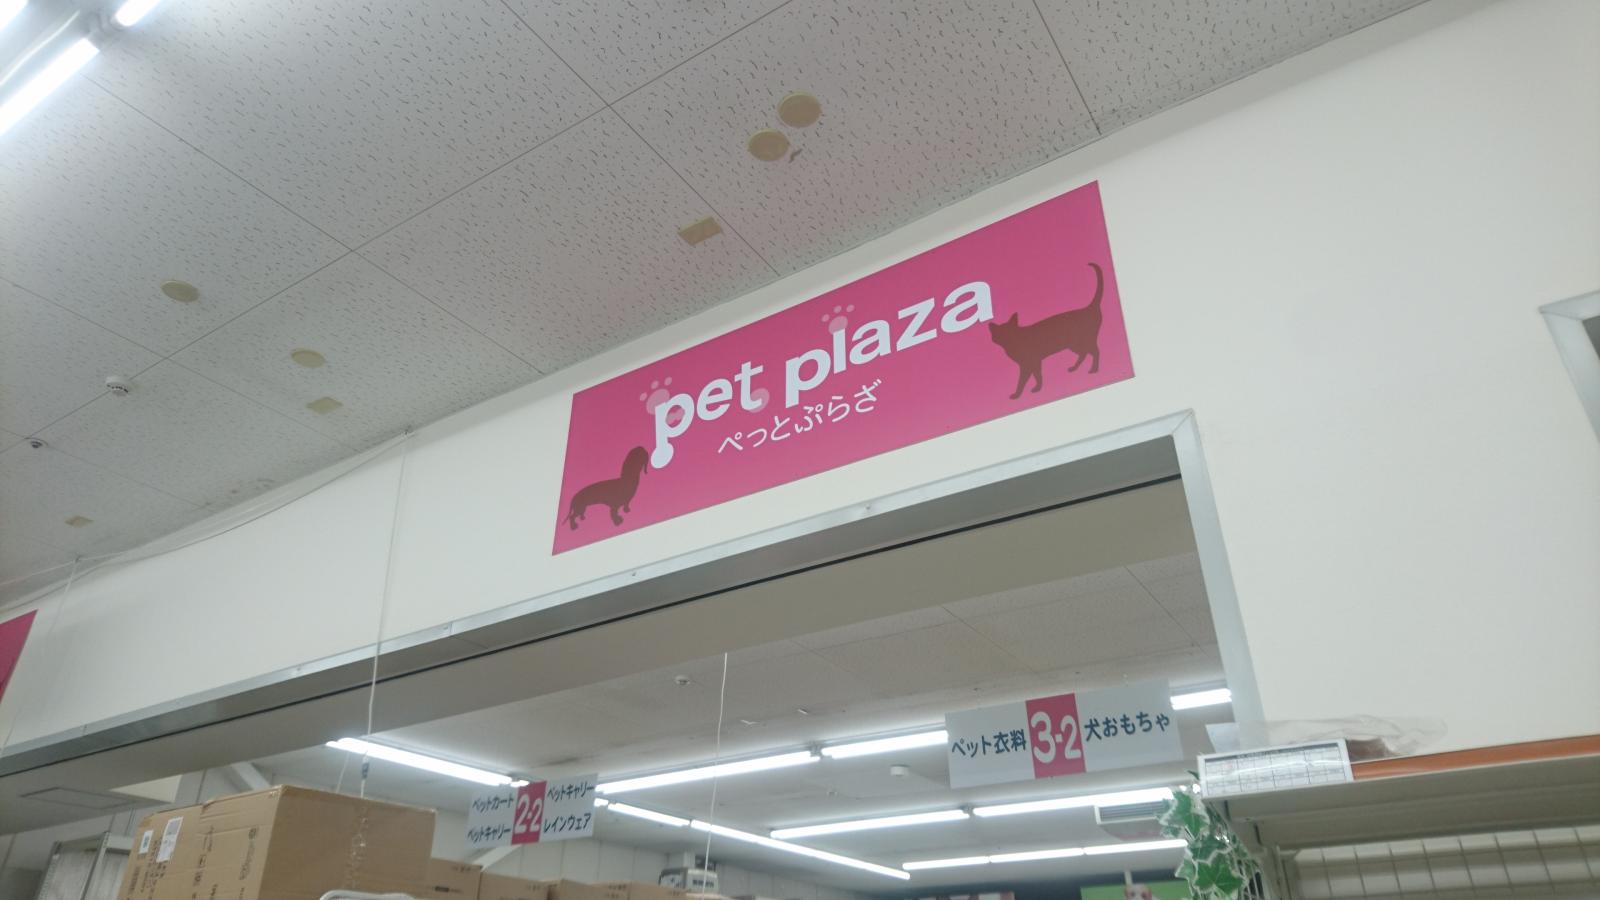 pet plaza
ぺっとぷらざ
ペット衣料 3-2 犬おもちゃ
ペットカート 2-2 ペットキャリー
ペットキャリー レインウェア